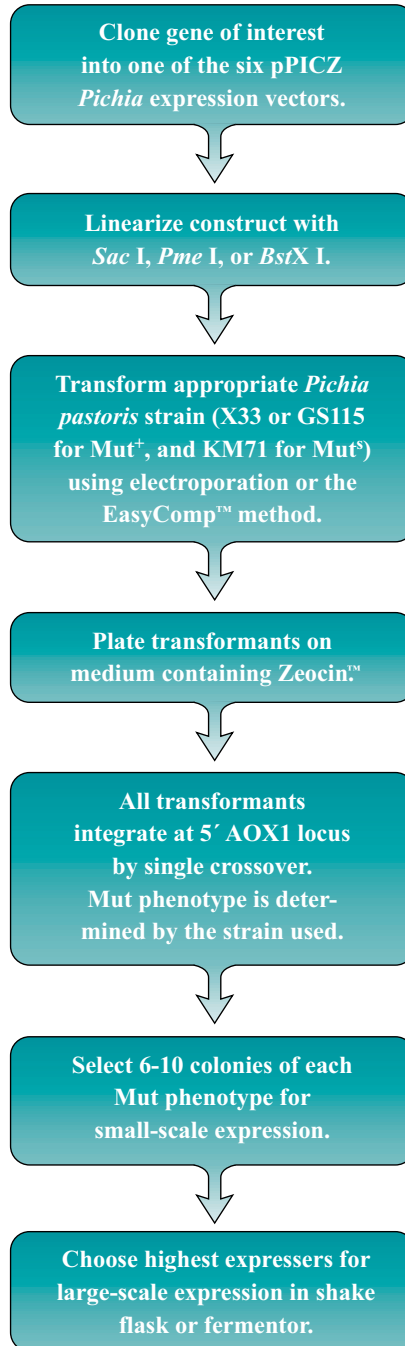 Clone gene of interest
into one of the six pPICZ
Pichia expression vectors.
Linearize construct with
Sac I, Pme I, or BstX I.
Transform appropriate Pichia
pastoris strain (X33 or GS115
for Mut⁺, and KM71 for Mutˢ)
using electroporation or the
EasyComp™ method.
Plate transformants on
medium containing Zeocin.™
All transformants
integrate at 5´ AOX1 locus
by single crossover.
Mut phenotype is deter-
mined by the strain used.
Select 6-10 colonies of each
Mut phenotype for
small-scale expression.
Choose highest expressers for
large-scale expression in shake
flask or fermentor.